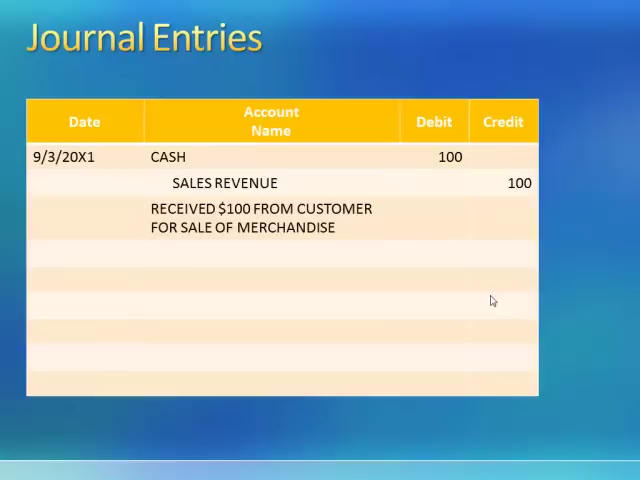 Journal Entries
Date
Account
Name
Debit
Credit
9/3/20X1 CASH 100
SALES REVENUE 100
RECEIVED $100 FROM CUSTOMER
FOR SALE OF MERCHANDISE